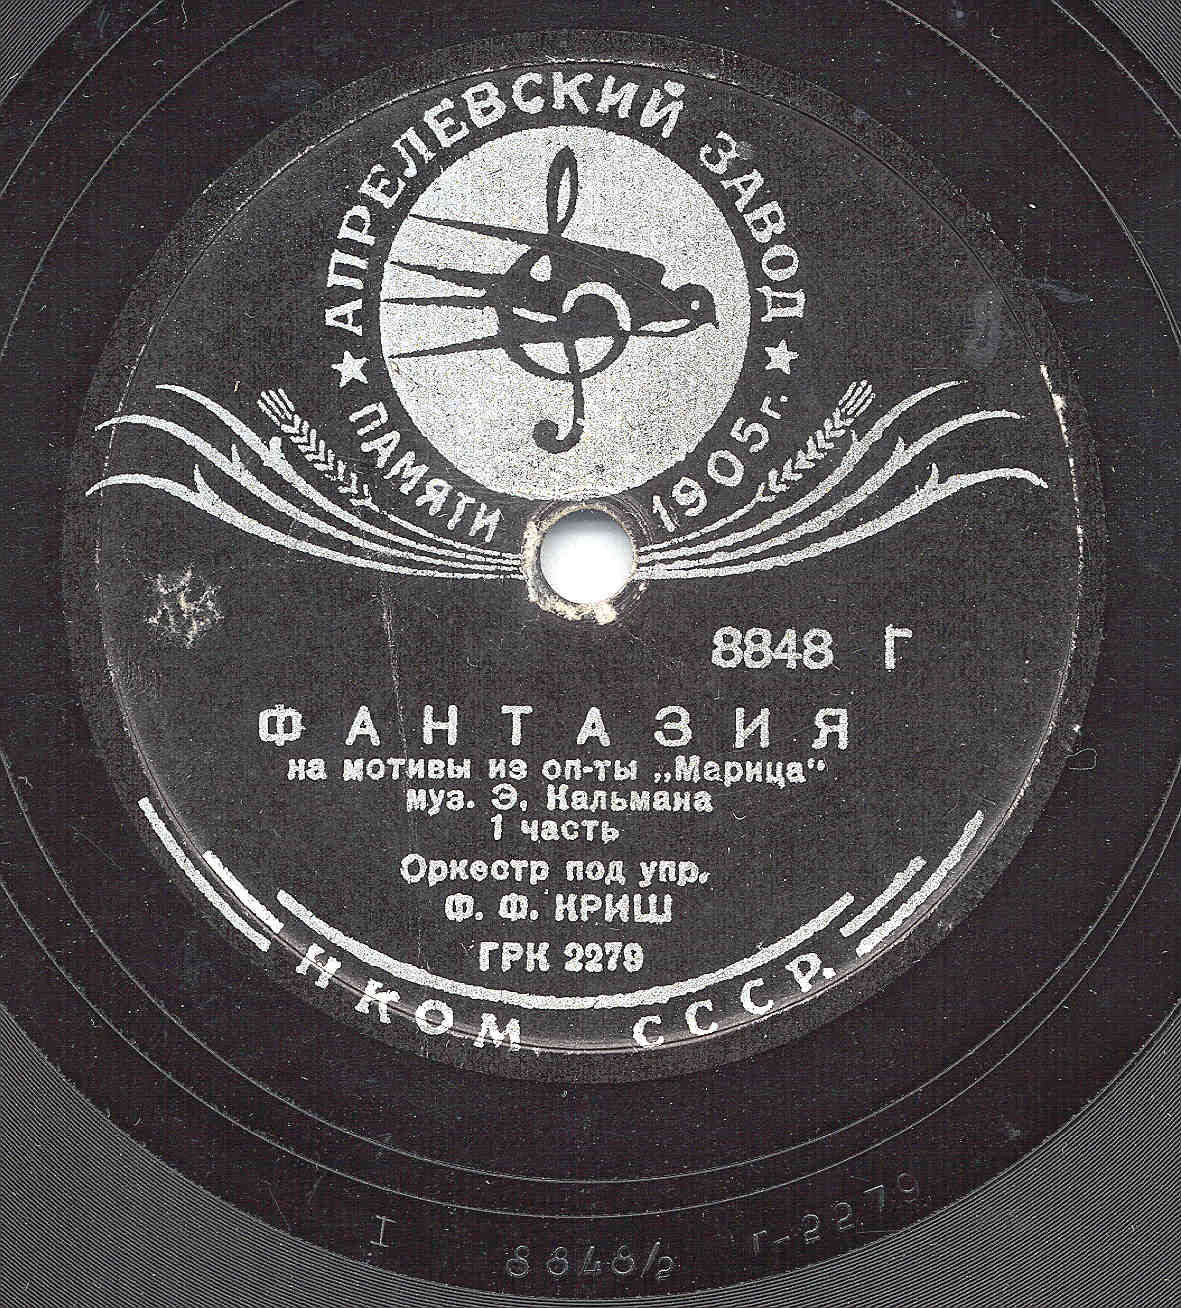 АПРЕЛЕВСКИЙ ЗАВОД
ПАМЯТИ 1905 г.
8848 Г
ФАНТАЗИЯ
на мотивы из оп-ты „Марица“
муз. Э. Кальмана
1 часть
Оркестр под упр.
Ф. Ф. КРИШ
ГРК 2279
НКОМ СССР.
I 8848/2 Г-2279